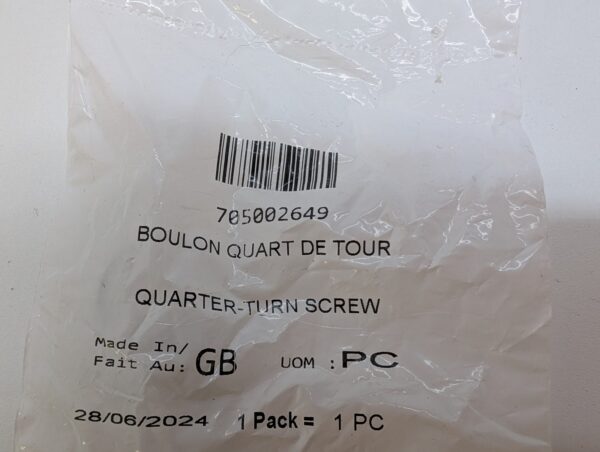 705002649
BOULON QUART DE TOUR
QUARTER-TURN SCREW
Made In/
Fait Au: GB UOM : PC
28/06/2024 1 Pack = 1 PC